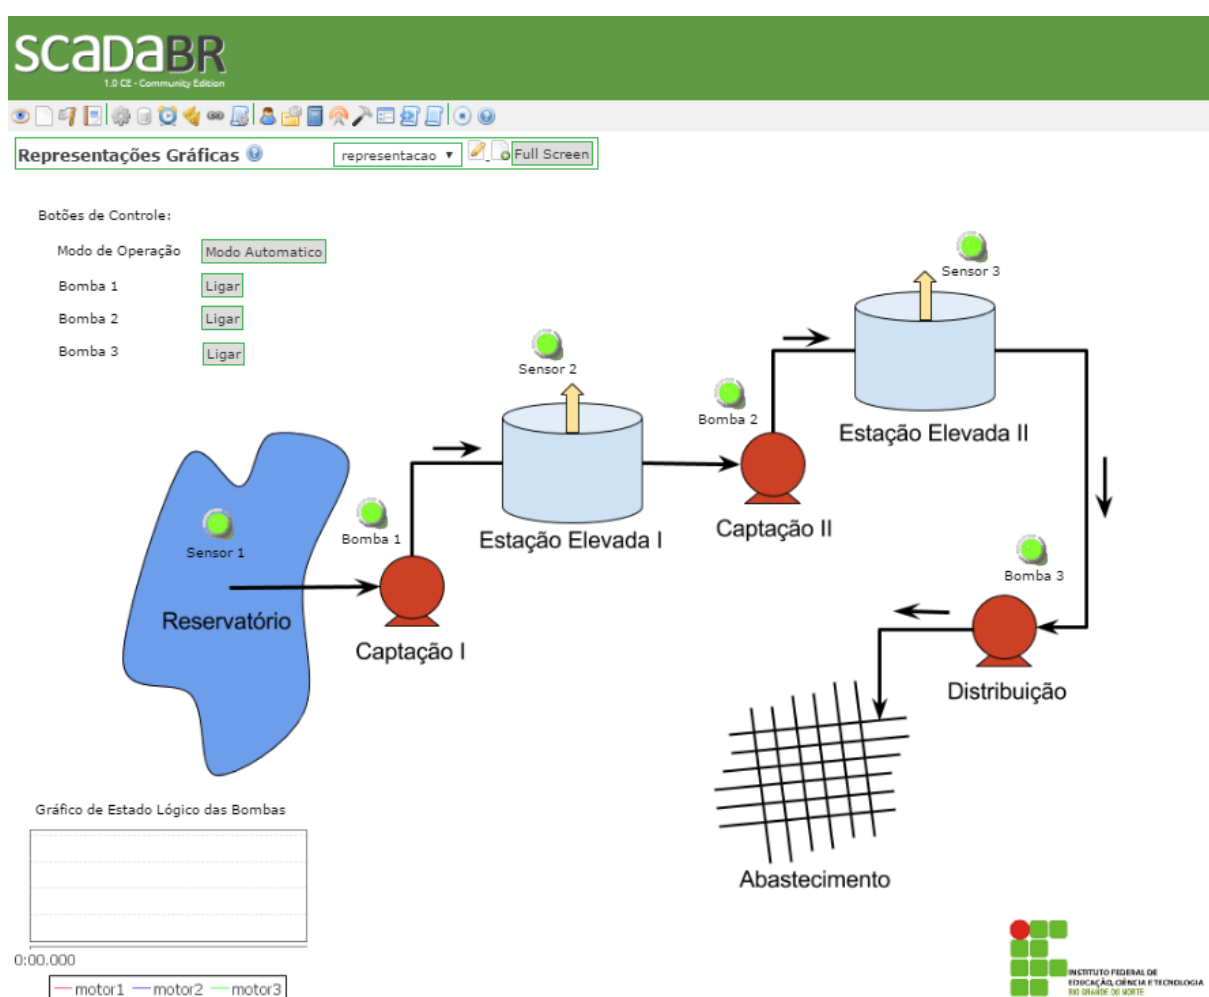 scadaBR
1.0 CE - Community Edition
Representações Gráficas
representacao
Full Screen
Botões de Controle:
Modo de Operação
Modo Automatico
Bomba 1
Ligar
Bomba 2
Ligar
Bomba 3
Ligar
Sensor 3
Sensor 2
Bomba 2
Estação Elevada II
Sensor 1
Bomba 1
Estação Elevada I
Captação II
Bomba 3
Reservatório
Captação I
Distribuição
Gráfico de Estado Lógico das Bombas
Abastecimento
0:00.000
motor1
motor2
motor3
INSTITUTO FEDERAL DE
EDUCAÇÃO, CIÊNCIA E TECNOLOGIA
RIO GRANDE DO NORTE